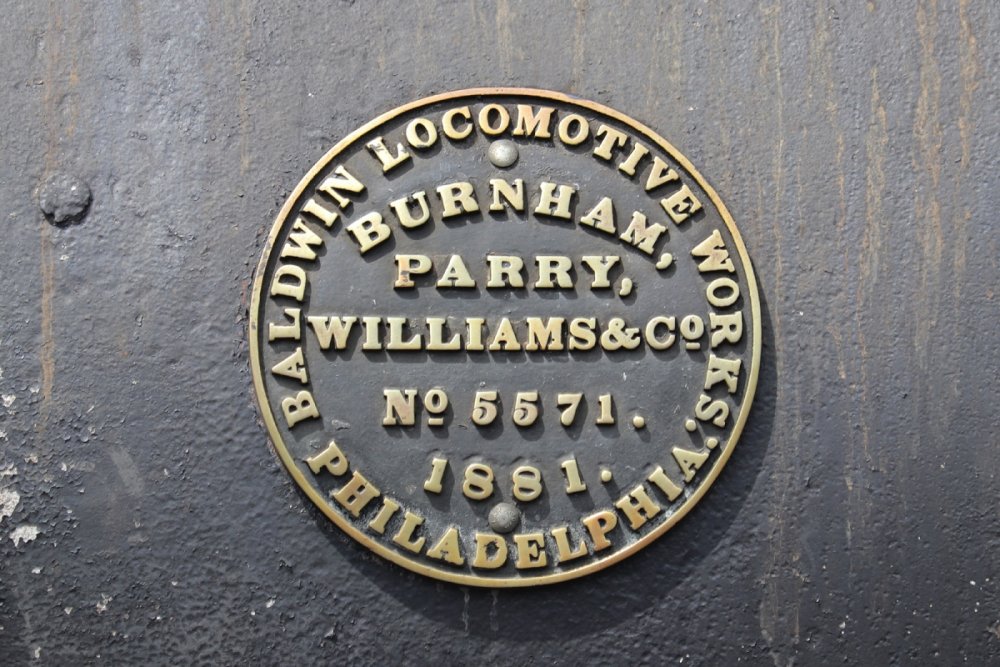 BALDWIN LOCOMOTIVE WORKS.
BURNHAM,
PARRY,
WILLIAMS & Cº
Nº 5571.
1881.
PHILADELPHIA.